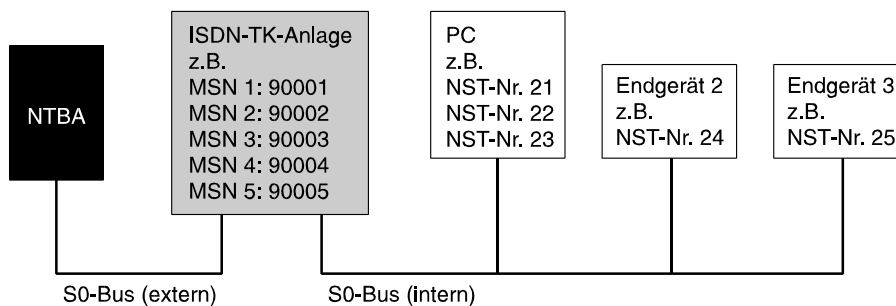 NTBA
ISDN-TK-Anlage
z.B.
MSN 1: 90001
MSN 2: 90002
MSN 3: 90003
MSN 4: 90004
MSN 5: 90005
PC
z.B.
NST-Nr. 21
NST-Nr. 22
NST-Nr. 23
Endgerät 2
z.B.
NST-Nr. 24
Endgerät 3
z.B.
NST-Nr. 25
S0-Bus (extern)
S0-Bus (intern)